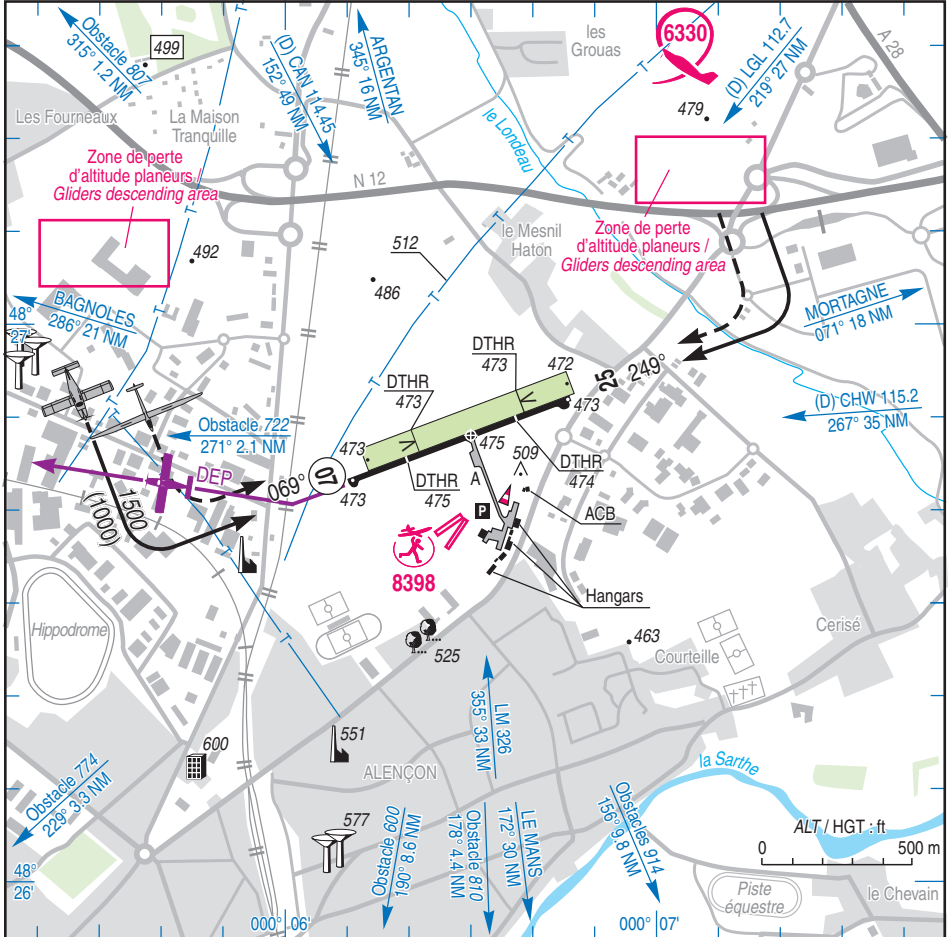 Obstacle 807
315° 1.2 NM
499
(D) CAN 114.45
152° 49 NM
ARGENTAN
345° 16 NM
les
Grouas
6330
(D) LGL 112.7
219° 27 NM
A 28
479
Les Fourneaux
La Maison
Tranquille
le Londeau
Zone de perte
d'altitude planeurs /
Gliders descending area
N 12
Zone de perte
d'altitude planeurs /
Gliders descending area
le Mesnil
Haton
492
512
486
BAGNOLES
286° 21 NM
MORTAGNE
071° 18 NM
48°
27'
DTHR
473
DTHR
473
472
25
249°
473
(D) CHW 115.2
267° 35 NM
Obstacle 722
271° 2.1 NM
473
475
509
DTHR
474
DEP
069°
07
473
DTHR
475
A
P
ACB
1500
(1000)
8398
Hangars
Hippodrome
525
463
Courteille
Cerisé
LM 326
355° 33 NM
600
551
ALENÇON
la Sarthe
Obstacle 774
229° 3.3 NM
577
Obstacle 600
190° 8.6 NM
Obstacle 810
178° 4.4 NM
LE MANS
172° 30 NM
Obstacles 914
156° 9.8 NM
ALT / HGT : ft
0 500 m
48°
26'
Piste
équestre
le Chevain
000° 06'
000° 07'
T
T
T
T
T
T
T
T